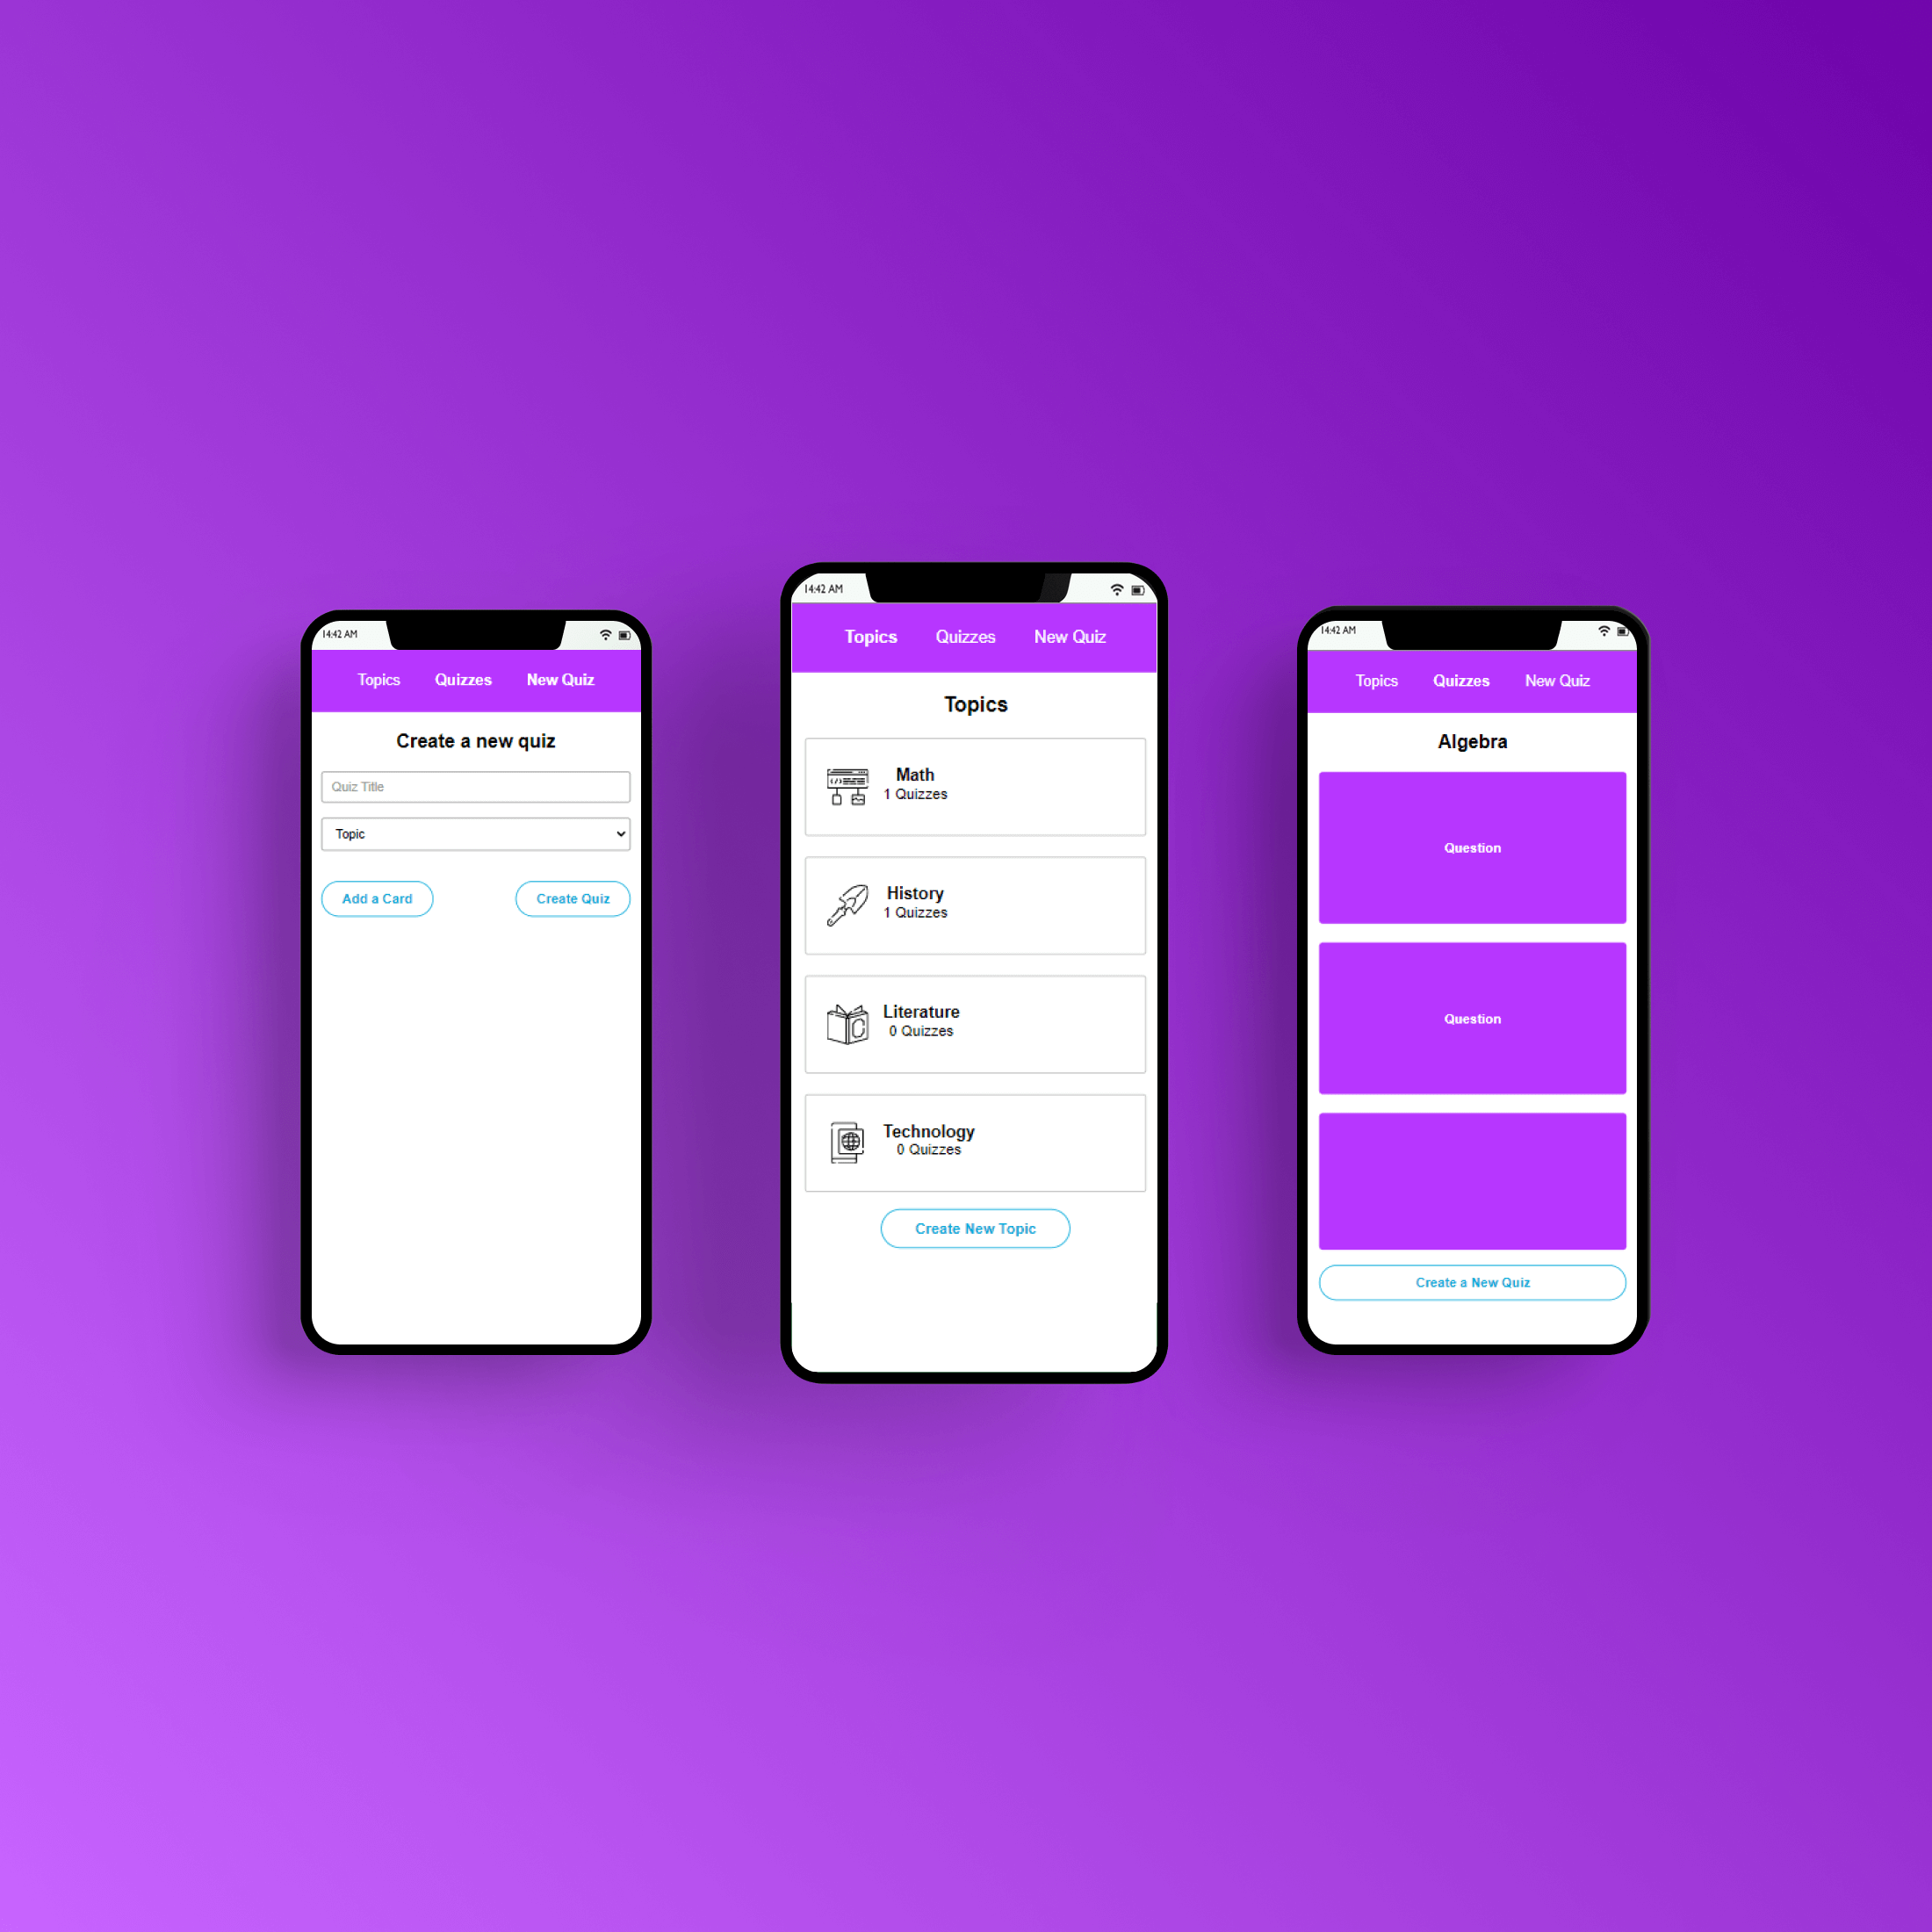 14:42 AM
Topics Quizzes New Quiz
Create a new quiz
Quiz Title
Topic
Add a Card Create Quiz
14:42 AM
Topics Quizzes New Quiz
Topics
Math
1 Quizzes
History
1 Quizzes
Literature
0 Quizzes
Technology
0 Quizzes
Create New Topic
14:42 AM
Topics Quizzes New Quiz
Algebra
Question
Question
Create a New Quiz